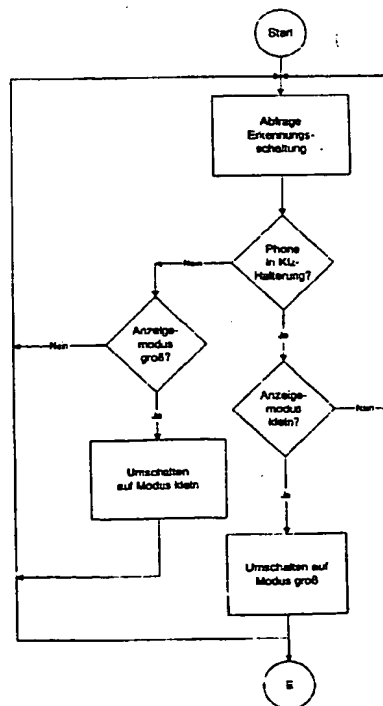 Start
Abfrage
Erkennungs-
schaltung
Phone
in Kfz-
Halterung?
Nein
Anzeige-
modus
groß?
Nein
Ja
Ja
Anzeige-
modus
klein?
Nein
Umschalten
auf Modus klein
Ja
Umschalten auf
Modus groß